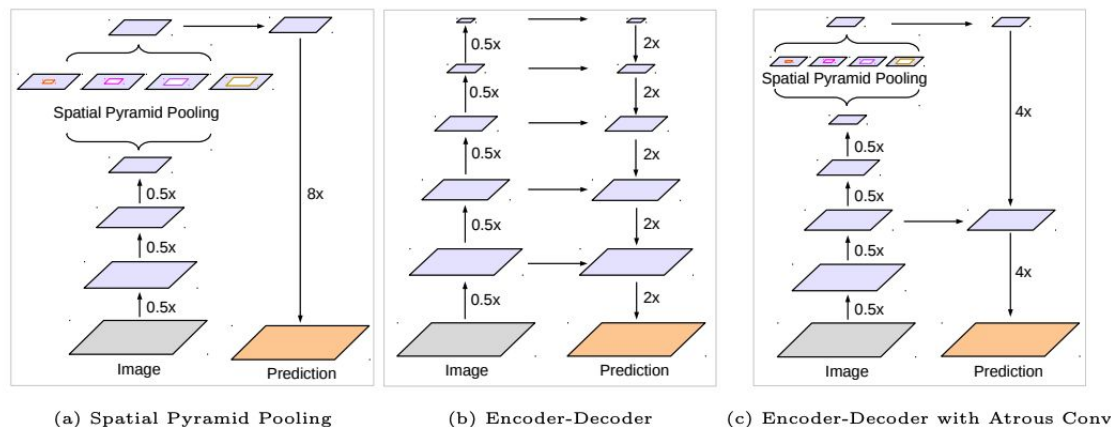 Spatial Pyramid Pooling
0.5x
0.5x
0.5x
8x
Image
Prediction
0.5x
2x
0.5x
2x
0.5x
2x
0.5x
2x
0.5x
2x
Image
Prediction
Spatial Pyramid Pooling
0.5x
4x
0.5x
0.5x
4x
0.5x
Image
Prediction
(a) Spatial Pyramid Pooling
(b) Encoder-Decoder
(c) Encoder-Decoder with Atrous Conv